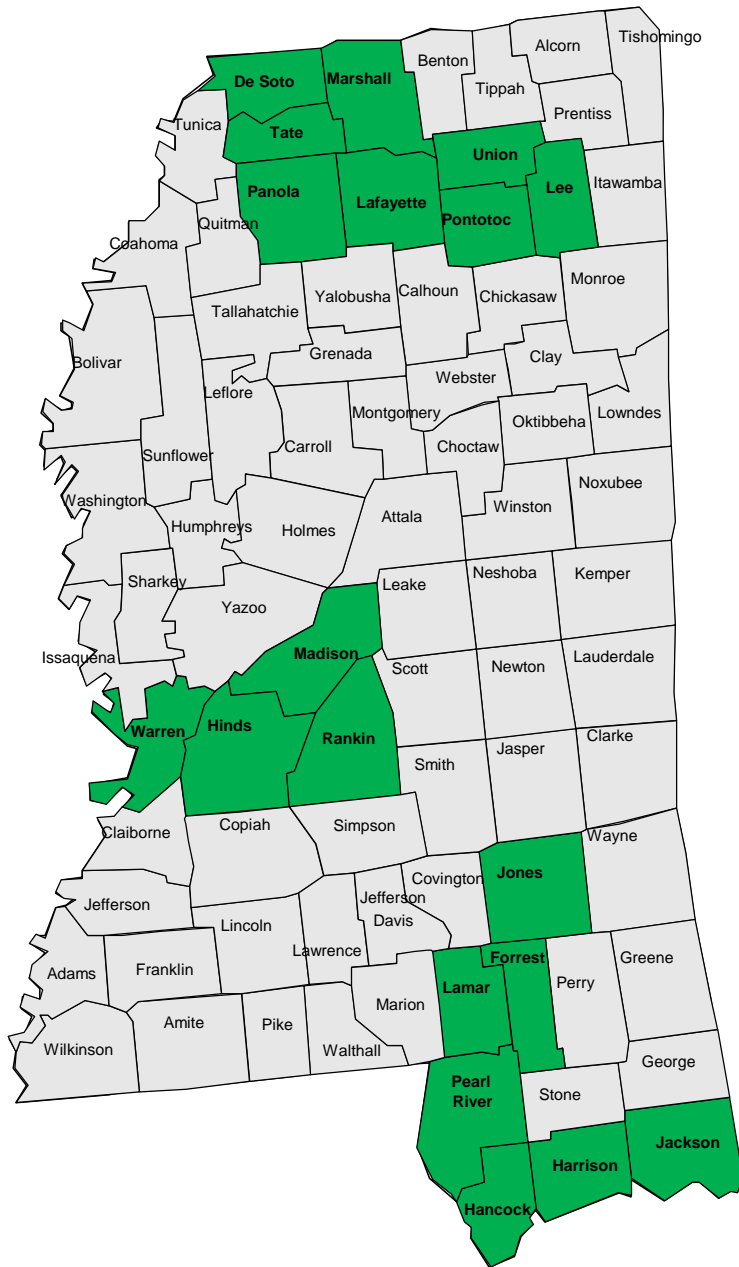 Tishomingo
Alcorn
Benton
De Soto
Marshall
Tippah
Prentiss
Tunica
Tate
Union
Itawamba
Lee
Panola
Lafayette
Pontotoc
Quitman
Coahoma
Monroe
Yalobusha
Calhoun
Chickasaw
Tallahatchie
Grenada
Clay
Bolivar
Webster
Leflore
Montgomery
Lowndes
Oktibbeha
Carroll
Choctaw
Sunflower
Noxubee
Washington
Winston
Humphreys
Holmes
Attala
Neshoba
Kemper
Sharkey
Leake
Yazoo
Issaquena
Madison
Lauderdale
Scott
Newton
Warren
Hinds
Rankin
Clarke
Jasper
Smith
Copiah
Simpson
Claiborne
Wayne
Jones
Covington
Jefferson
Jefferson
Davis
Lincoln
Lawrence
Forrest
Greene
Adams
Franklin
Perry
Lamar
Marion
Amite
Pike
Wilkinson
Walthall
George
Pearl
River
Stone
Jackson
Harrison
Hancock